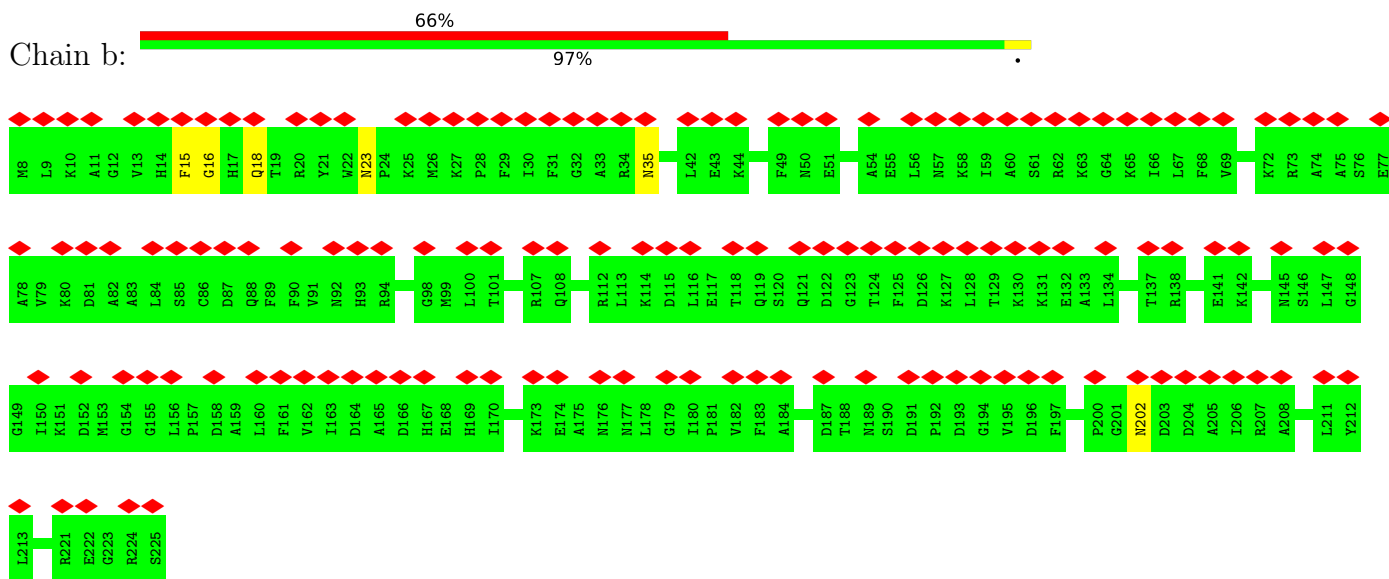 66%
Chain b:
97%
•
M8 L9 K10 A11 G12 V13 H14 F15 G16 H17 Q18 T19 R20 Y21 W22 N23 P24 K25 M26 K27 P28 F29 I30 F31 G32 A33 R34 N35 L42 E43 K44 F49 N50 E51 A54 E55 L56 N57 K58 I59 A60 S61 R62 K63 G64 K65 I66 L67 F68 V69 K72 R73 A74 A75 S76 E77
A78 V79 K80 D81 A82 A83 L84 S85 C86 D87 Q88 F89 F90 V91 N92 H93 R94 G98 M99 L100 T101 R107 Q108 R112 L113 K114 D115 L116 E117 T118 Q119 S120 Q121 D122 G123 T124 F125 D126 K127 L128 T129 K130 K131 E132 A133 L134 T137 R138 E141 K142 N145 S146 L147 G148
G149 I150 K151 D152 M153 G154 G155 L156 P157 D158 A159 L160 F161 V162 I163 D164 A165 D166 H167 E168 H169 I170 K173 E174 A175 N176 N177 L178 G179 I180 P181 V182 F183 A184 D187 T188 N189 S190 D191 P192 D193 G194 V195 D196 F197 P200 G201 N202 D203 D204 A205 I206 R207 A208 L211 Y212
L213 R221 E222 G223 R224 S225